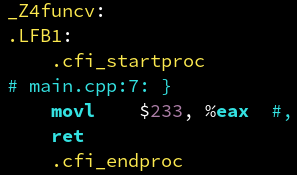 _Z4funcv:
.LFB1:
.cfi_startproc
# main.cpp:7: }
movl $233, %eax #,
ret
.cfi_endproc